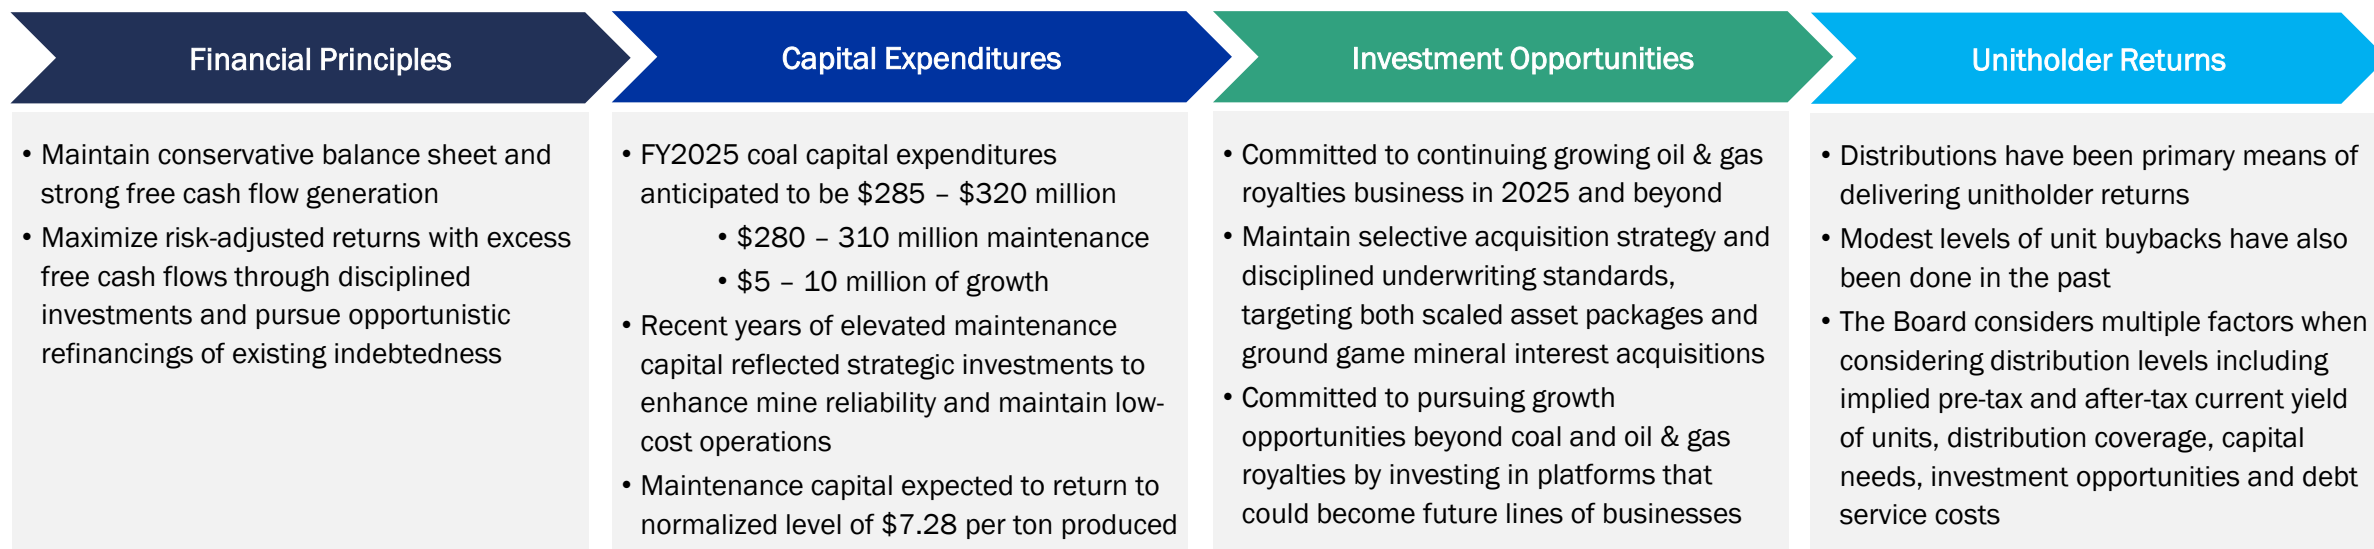 Financial Principles
• Maintain conservative balance sheet and
strong free cash flow generation
• Maximize risk-adjusted returns with excess
free cash flows through disciplined
investments and pursue opportunistic
refinancings of existing indebtedness
Capital Expenditures
• FY2025 coal capital expenditures
anticipated to be $285 – $320 million
• $280 – 310 million maintenance
• $5 – 10 million of growth
• Recent years of elevated maintenance
capital reflected strategic investments to
enhance mine reliability and maintain low-
cost operations
• Maintenance capital expected to return to
normalized level of $7.28 per ton produced
Investment Opportunities
• Committed to continuing growing oil & gas
royalties business in 2025 and beyond
• Maintain selective acquisition strategy and
disciplined underwriting standards,
targeting both scaled asset packages and
ground game mineral interest acquisitions
• Committed to pursuing growth
opportunities beyond coal and oil & gas
royalties by investing in platforms that
could become future lines of businesses
Unitholder Returns
• Distributions have been primary means of
delivering unitholder returns
• Modest levels of unit buybacks have also
been done in the past
• The Board considers multiple factors when
considering distribution levels including
implied pre-tax and after-tax current yield
of units, distribution coverage, capital
needs, investment opportunities and debt
service costs